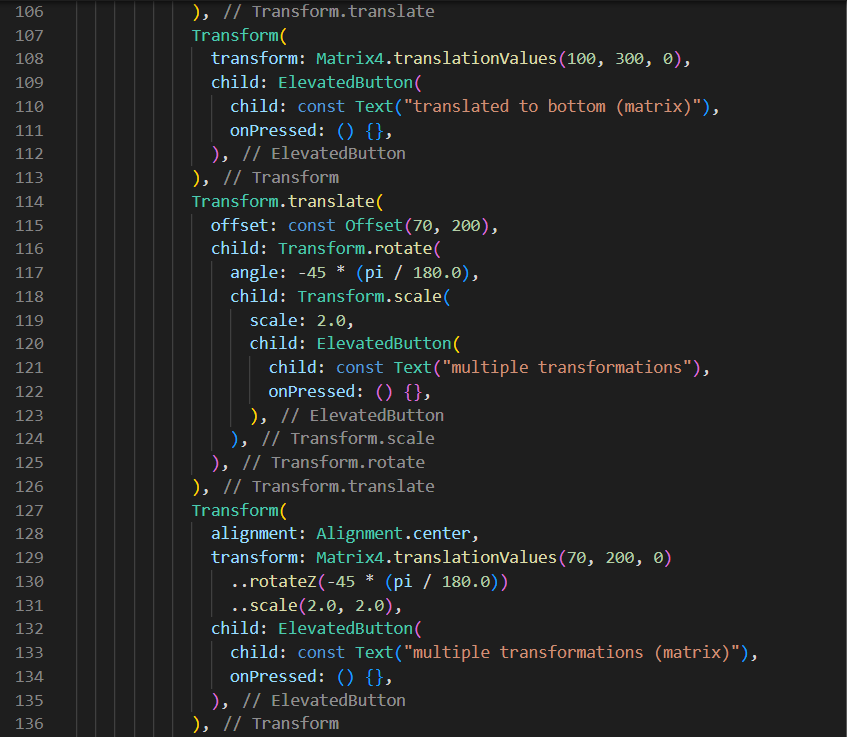 106 ), // Transform.translate
107 Transform(
108 transform: Matrix4.translationValues(100, 300, 0),
109 child: ElevatedButton(
110 child: const Text("translated to bottom (matrix)"),
111 onPressed: () {},
112 ), // ElevatedButton
113 ), // Transform
114 Transform.translate(
115 offset: const Offset(70, 200),
116 child: Transform.rotate(
117 angle: -45 * (pi / 180.0),
118 child: Transform.scale(
119 scale: 2.0,
120 child: ElevatedButton(
121 child: const Text("multiple transformations"),
122 onPressed: () {},
123 ), // ElevatedButton
124 ), // Transform.scale
125 ), // Transform.rotate
126 ), // Transform.translate
127 Transform(
128 alignment: Alignment.center,
129 transform: Matrix4.translationValues(70, 200, 0)
130 ..rotateZ(-45 * (pi / 180.0))
131 ..scale(2.0, 2.0),
132 child: ElevatedButton(
133 child: const Text("multiple transformations (matrix)"),
134 onPressed: () {},
135 ), // ElevatedButton
136 ), // Transform